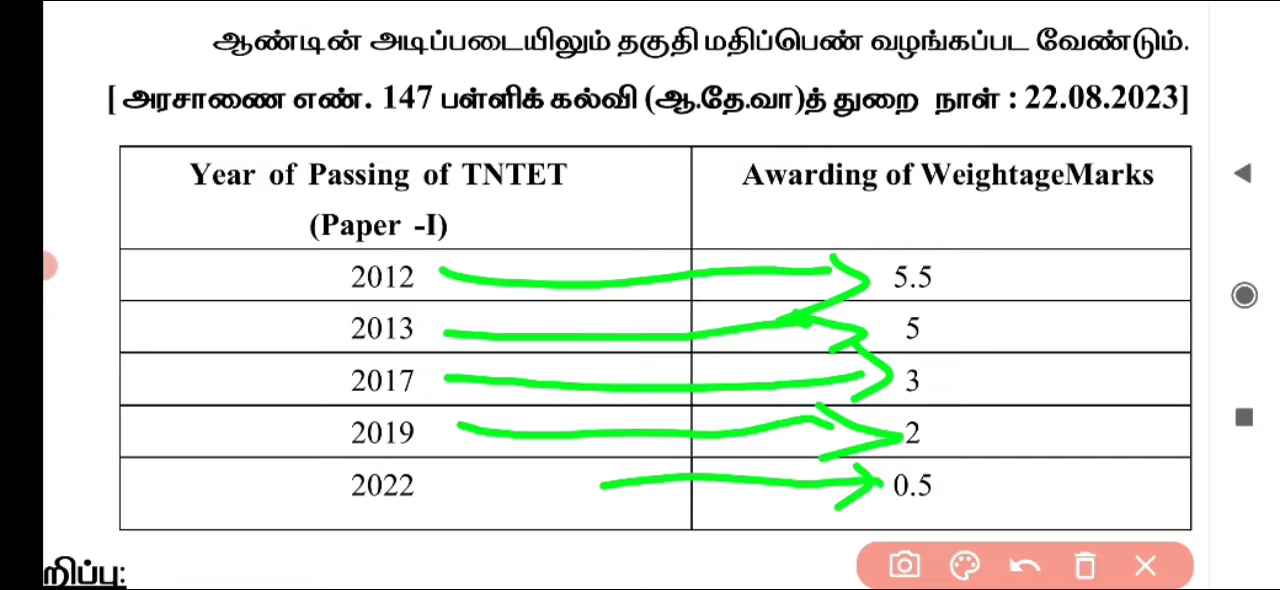 ஆண்டின் அடிப்படையிலும் தகுதி மதிப்பெண் வழங்கப்பட வேண்டும்.
[ அரசாணை எண். 147 பள்ளிக் கல்வி (ஆ.தே.வா)த் துறை நாள் : 22.08.2023]
Year of Passing of TNTET (Paper -I) Awarding of WeightageMarks
2012 5.5
2013 5
2017 3
2019 2
2022 0.5
றிப்பு: